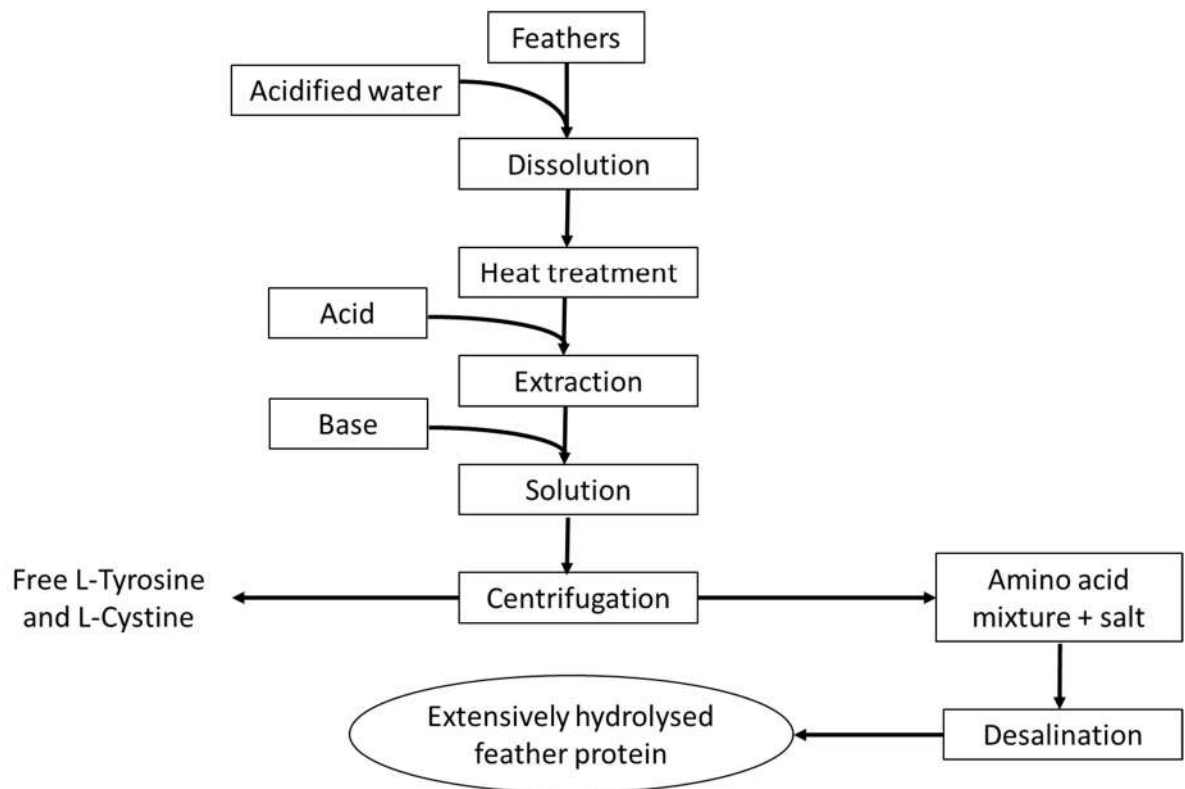 Feathers
Acidified water
Dissolution
Heat treatment
Acid
Extraction
Base
Solution
Free L-Tyrosine
and L-Cystine
Centrifugation
Amino acid
mixture + salt
Extensively hydrolysed
feather protein
Desalination